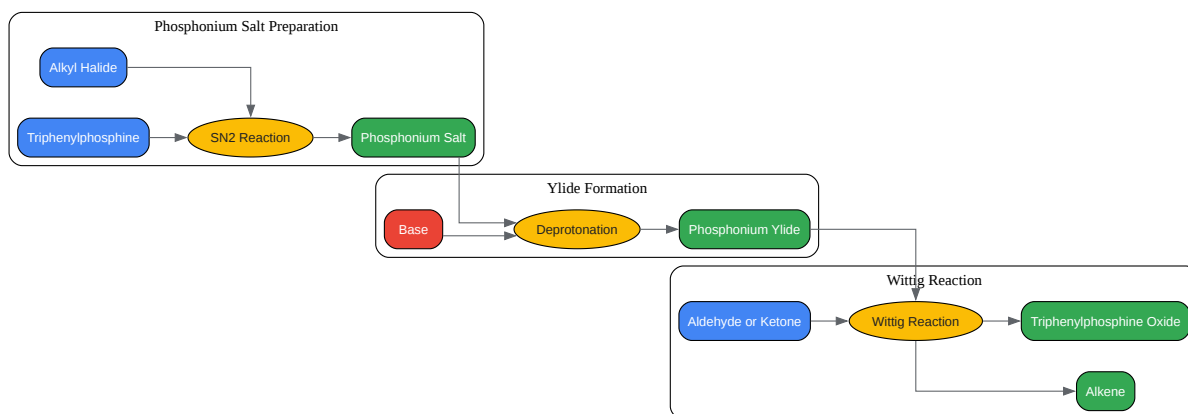 Phosphonium Salt Preparation
Alkyl Halide
Triphenylphosphine
SN2 Reaction
Phosphonium Salt
Ylide Formation
Base
Deprotonation
Phosphonium Ylide
Wittig Reaction
Aldehyde or Ketone
Wittig Reaction
Triphenylphosphine Oxide
Alkene